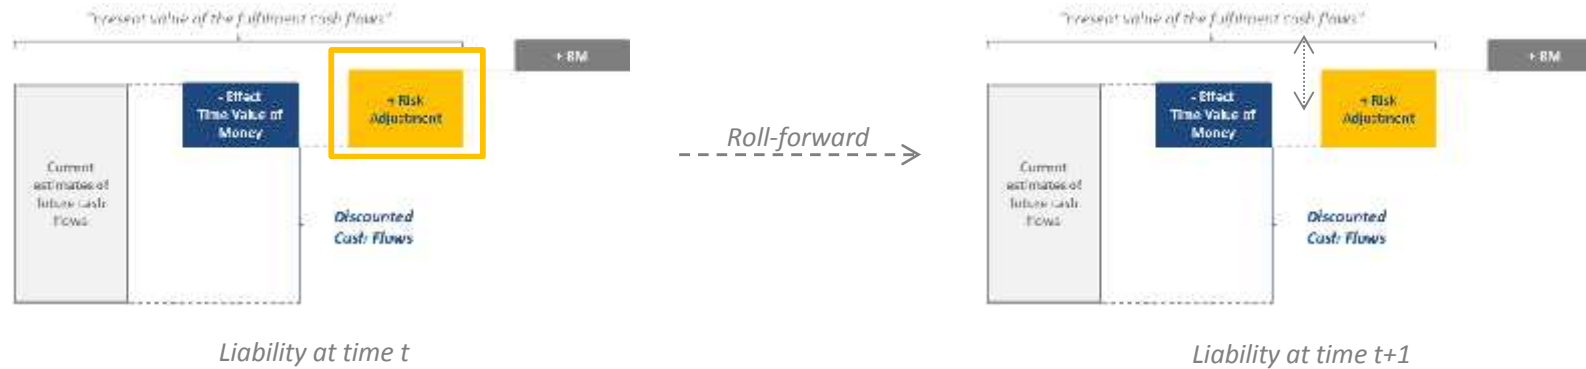 "present value of the fulfilment cash flows"
+ RM
- Effect
Time Value of
Money
+ Risk
Adjustment
Current
estimates of
future cash
flows
Discounted
Cash Flows
Liability at time t
Roll-forward
"present value of the fulfilment cash flows"
+ RM
- Effect
Time Value of
Money
+ Risk
Adjustment
Current
estimates of
future cash
flows
Discounted
Cash Flows
Liability at time t+1